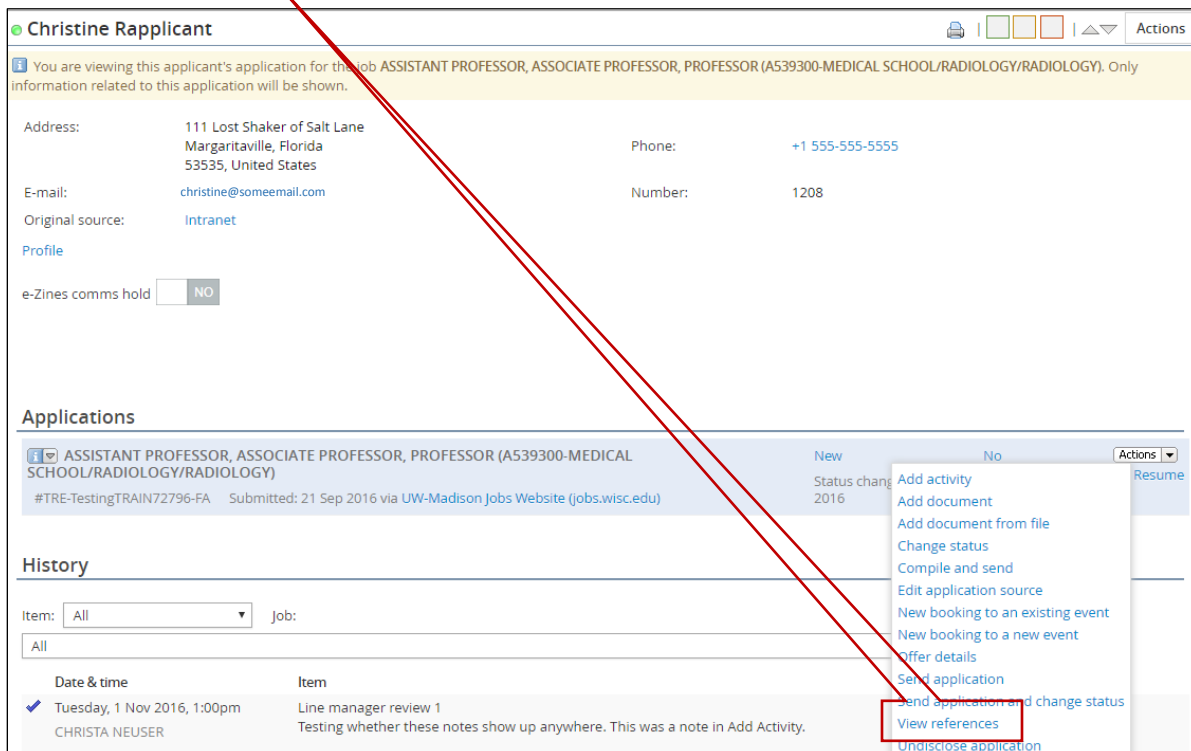 Christine Rapplicant
Actions
You are viewing this applicant's application for the job ASSISTANT PROFESSOR, ASSOCIATE PROFESSOR, PROFESSOR (A539300-MEDICAL SCHOOL/RADIOLOGY/RADIOLOGY). Only
information related to this application will be shown.
Address:
111 Lost Shaker of Salt Lane
Margaritaville, Florida
53535, United States
Phone:
+1 555-555-5555
E-mail:
christine@someemail.com
Number:
1208
Original source:
Intranet
Profile
e-Zines comms hold
NO
Applications
ASSISTANT PROFESSOR, ASSOCIATE PROFESSOR, PROFESSOR (A539300-MEDICAL
SCHOOL/RADIOLOGY/RADIOLOGY)
#TRE-TestingTRAIN72796-FA Submitted: 21 Sep 2016 via UW-Madison Jobs Website (jobs.wisc.edu)
New
Status chang
2016
No
Actions
Resume
Add activity
Add document
Add document from file
Change status
Compile and send
Edit application source
New booking to an existing event
New booking to a new event
Offer details
Send application
Send application and change status
View references
Undisclose application
History
Item: All
Job:
All
Date & time
Item
Tuesday, 1 Nov 2016, 1:00pm
Line manager review 1
CHRISTA NEUSER
Testing whether these notes show up anywhere. This was a note in Add Activity.